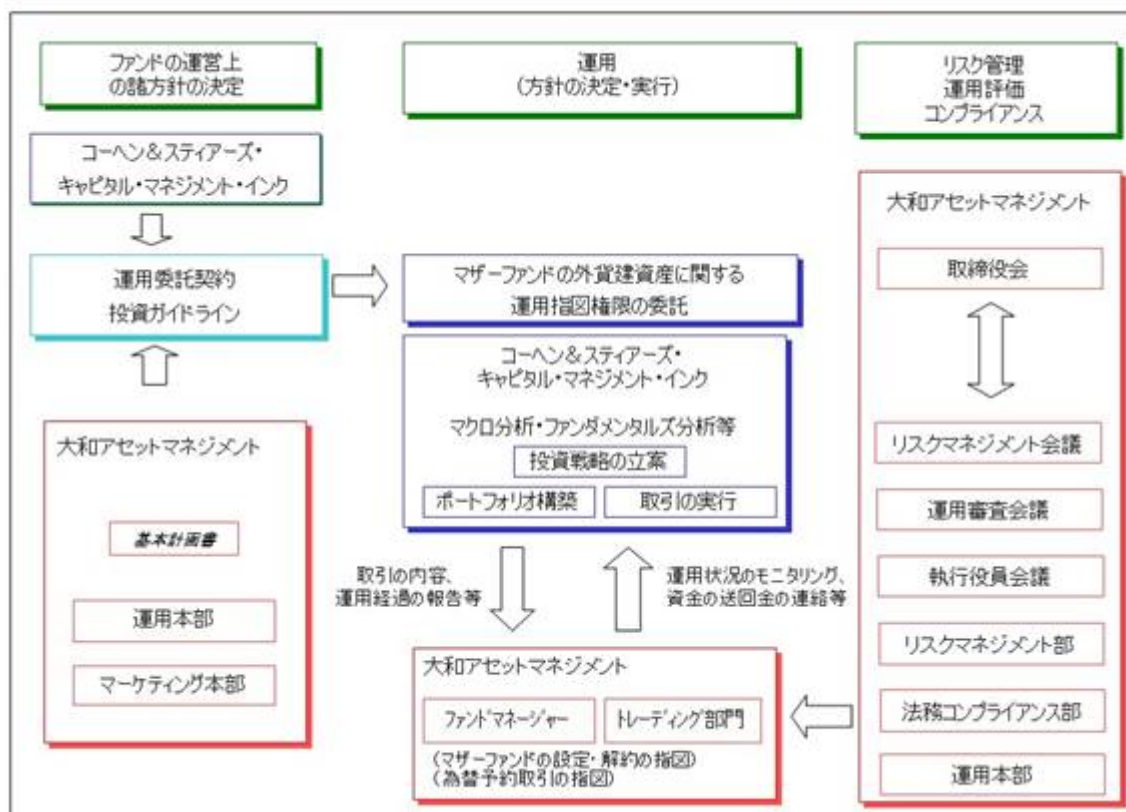 ファンドの運営上
の諸方針の決定
コーヘン＆スティアーズ・
キャピタル・マネジメント・インク
運用委託契約
投資ガイドライン
大和アセットマネジメント
基本計画書
運用本部
マーケティング本部
運用
(方針の決定・実行)
マザーファンドの外貨建資産に関する
運用指図権限の委託
コーヘン＆スティアーズ・
キャピタル・マネジメント・インク
マクロ分析・ファンダメンタルズ分析等
投資戦略の立案
ポートフォリオ構築
取引の実行
取引の内容、
運用経過の報告等
運用状況のモニタリング、
資金の送回金の連絡等
大和アセットマネジメント
ファンドマネージャー
トレーディング部門
(マザーファンドの設定・解約の指図)
(為替予約取引の指図)
リスク管理
運用評価
コンプライアンス
大和アセットマネジメント
取締役会
リスクマネジメント会議
運用審査会議
執行役員会議
リスクマネジメント部
法務コンプライアンス部
運用本部